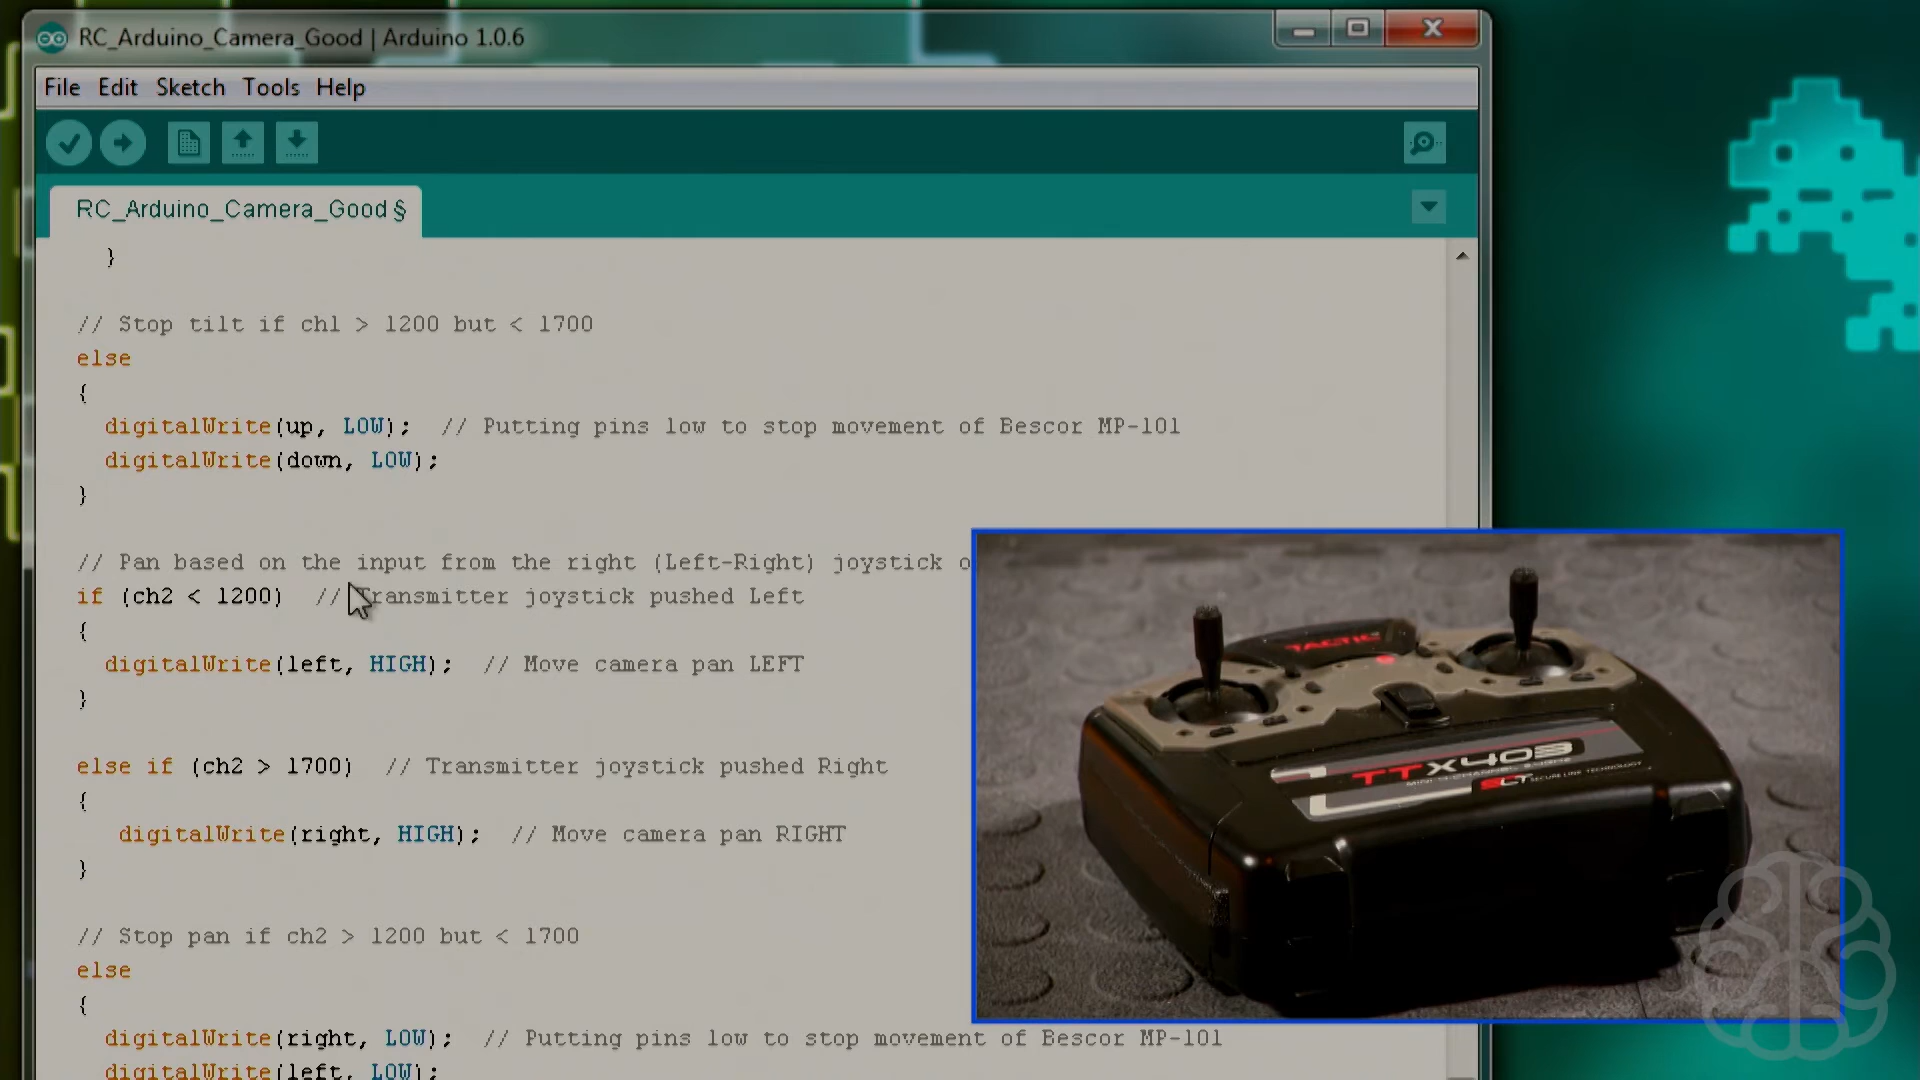 RC_Arduino_Camera_Good | Arduino 1.0.6
File Edit Sketch Tools Help
RC_Arduino_Camera_Good §
}
// Stop tilt if ch1 > 1200 but < 1700
else
{
digitalWrite(up, LOW); // Putting pins low to stop movement of Bescor MP-101
digitalWrite(down, LOW);
}
// Pan based on the input from the right (Left-Right) joystick o
if (ch2 < 1200) // Transmitter joystick pushed Left
{
digitalWrite(left, HIGH); // Move camera pan LEFT
}
else if (ch2 > 1700) // Transmitter joystick pushed Right
{
digitalWrite(right, HIGH); // Move camera pan RIGHT
}
// Stop pan if ch2 > 1200 but < 1700
else
{
digitalWrite(right, LOW); // Putting pins low to stop movement of Bescor MP-101
digitalWrite(left, LOW);
TACTIC
TTX403
SLT SECURE LINK TECHNOLOGY